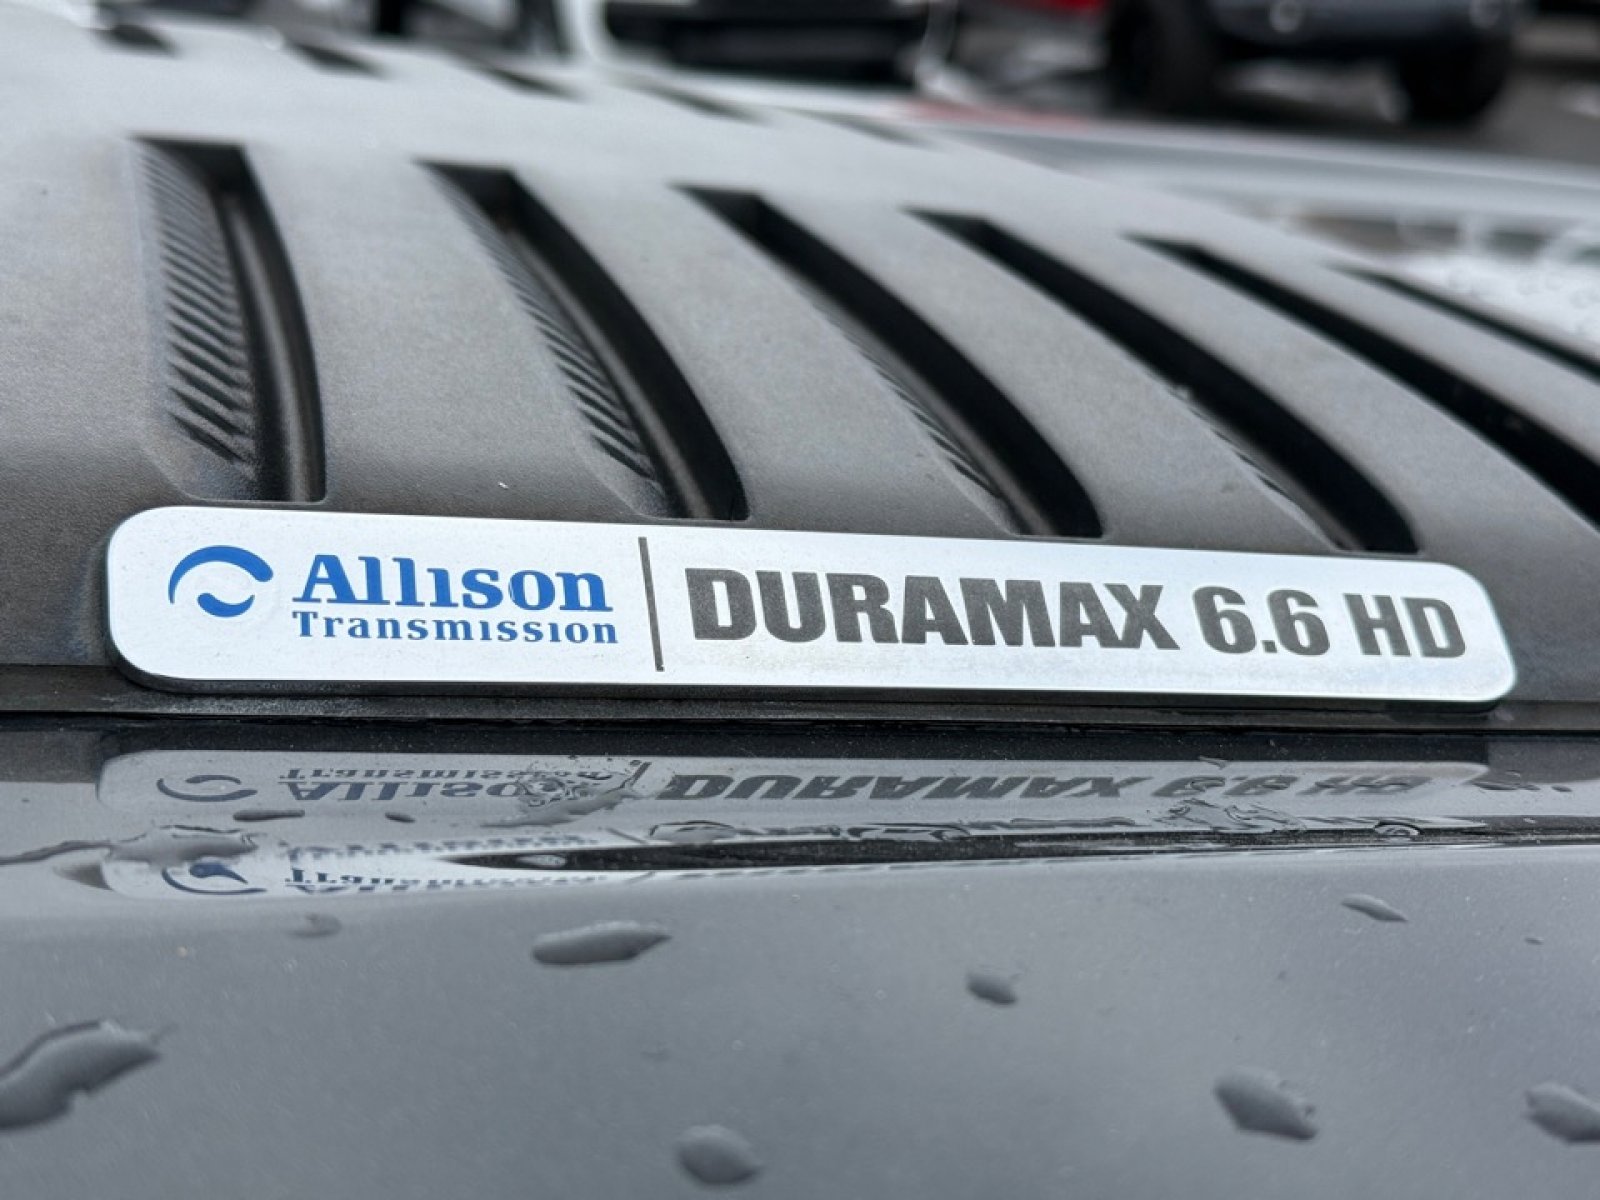 Allison
Transmission
DURAMAX 6.6 HD